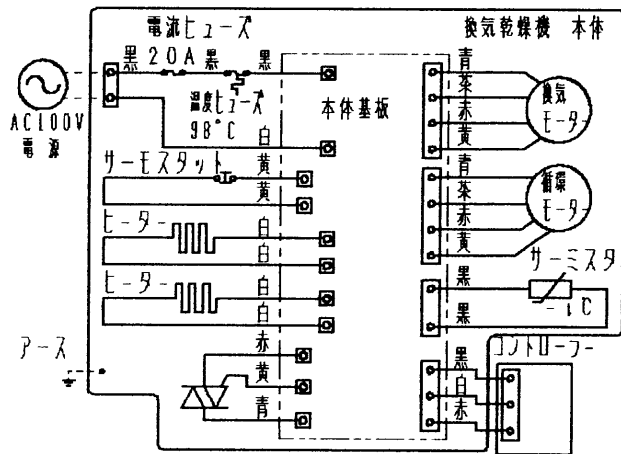 電流ヒューズ
換気乾燥機 本体
黒 20A 黒 黒
温度ヒューズ
98°C
AC100V
電源
本体基板
白
サーモスタット
黄
黄
ヒーター
白
白
ヒーター
白
白
アース
赤
黄
青
青
茶
赤
黄
換気
モーター
青
茶
赤
黄
循環
モーター
サーミスタ
黒
黒
-t°C
コントローラー
黒
白
赤